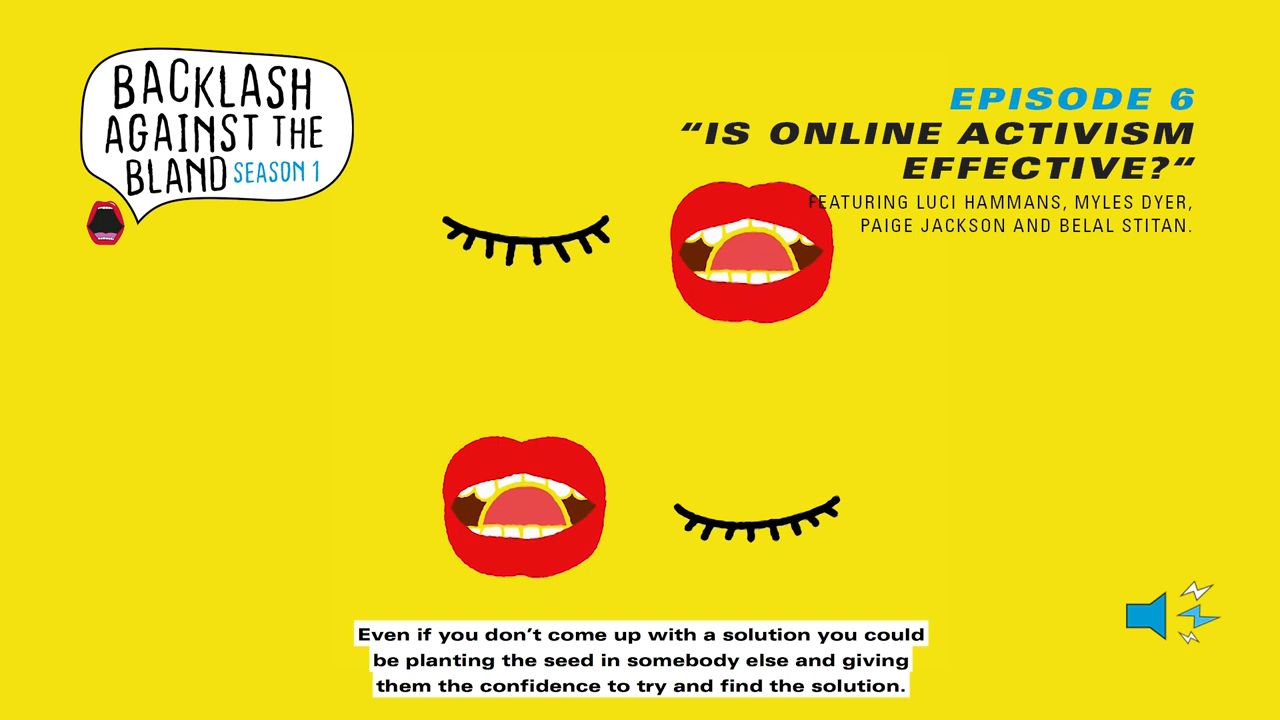 BACKLASH
AGAINST THE
BLAND SEASON 1
EPISODE 6
“IS ONLINE ACTIVISM
EFFECTIVE?“
FEATURING LUCI HAMMANS, MYLES DYER,
PAIGE JACKSON AND BELAL STITAN.
Even if you don’t come up with a solution you could
be planting the seed in somebody else and giving
them the confidence to try and find the solution.